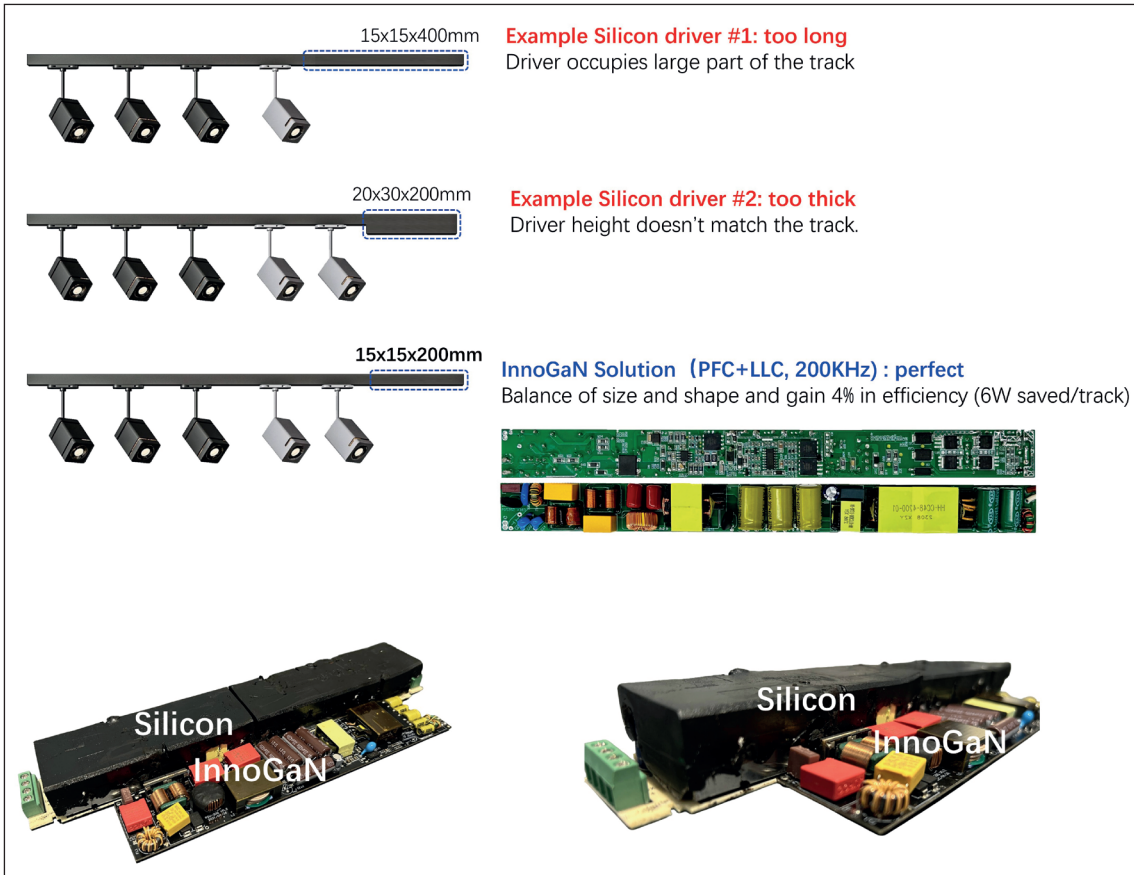 15x15x400mm
Example Silicon driver #1: too long
Driver occupies large part of the track
20x30x200mm
Example Silicon driver #2: too thick
Driver height doesn't match the track.
15x15x200mm
InnoGaN Solution（PFC+LLC, 200KHz) : perfect
Balance of size and shape and gain 4% in efficiency (6W saved/track)
Silicon
InnoGaN
Silicon
InnoGaN